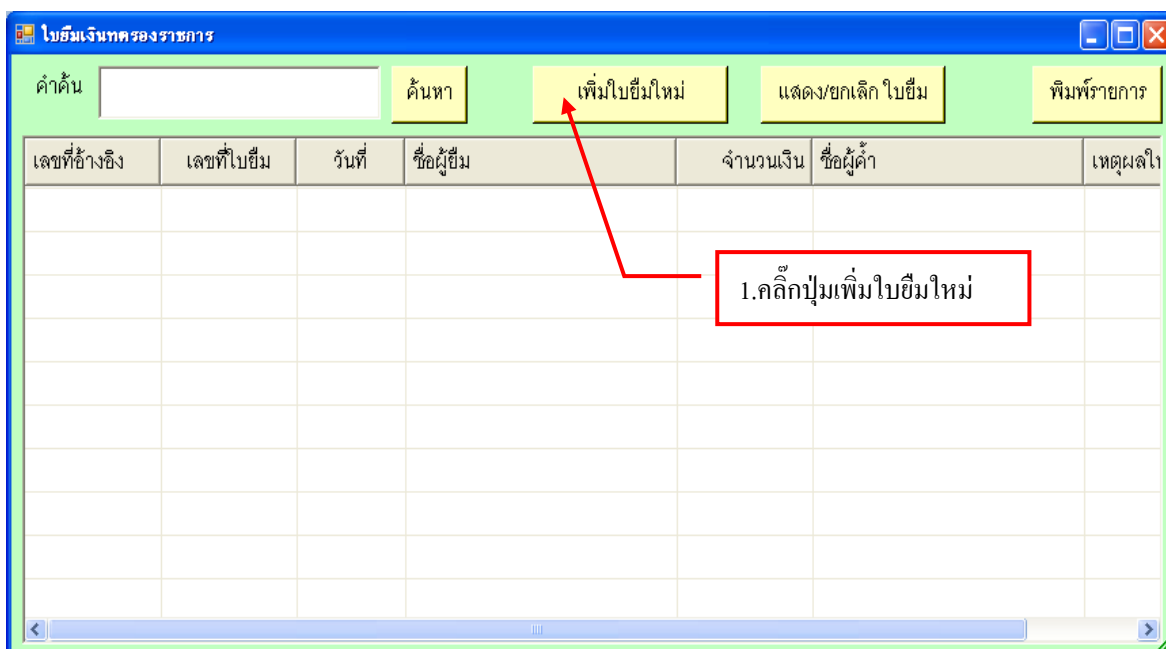 ใบยืมเงินทดรองราชการ
คำค้น ค้นหา เพิ่มใบยืมใหม่ แสดง/ยกเลิก ใบยืม พิมพ์รายการ
เลขที่อ้างอิง เลขที่ใบยืม วันที่ ชื่อผู้ยืม จำนวนเงิน ชื่อผู้ค้ำ
1.คลิ๊กปุ่มเพิ่มใบยืมใหม่